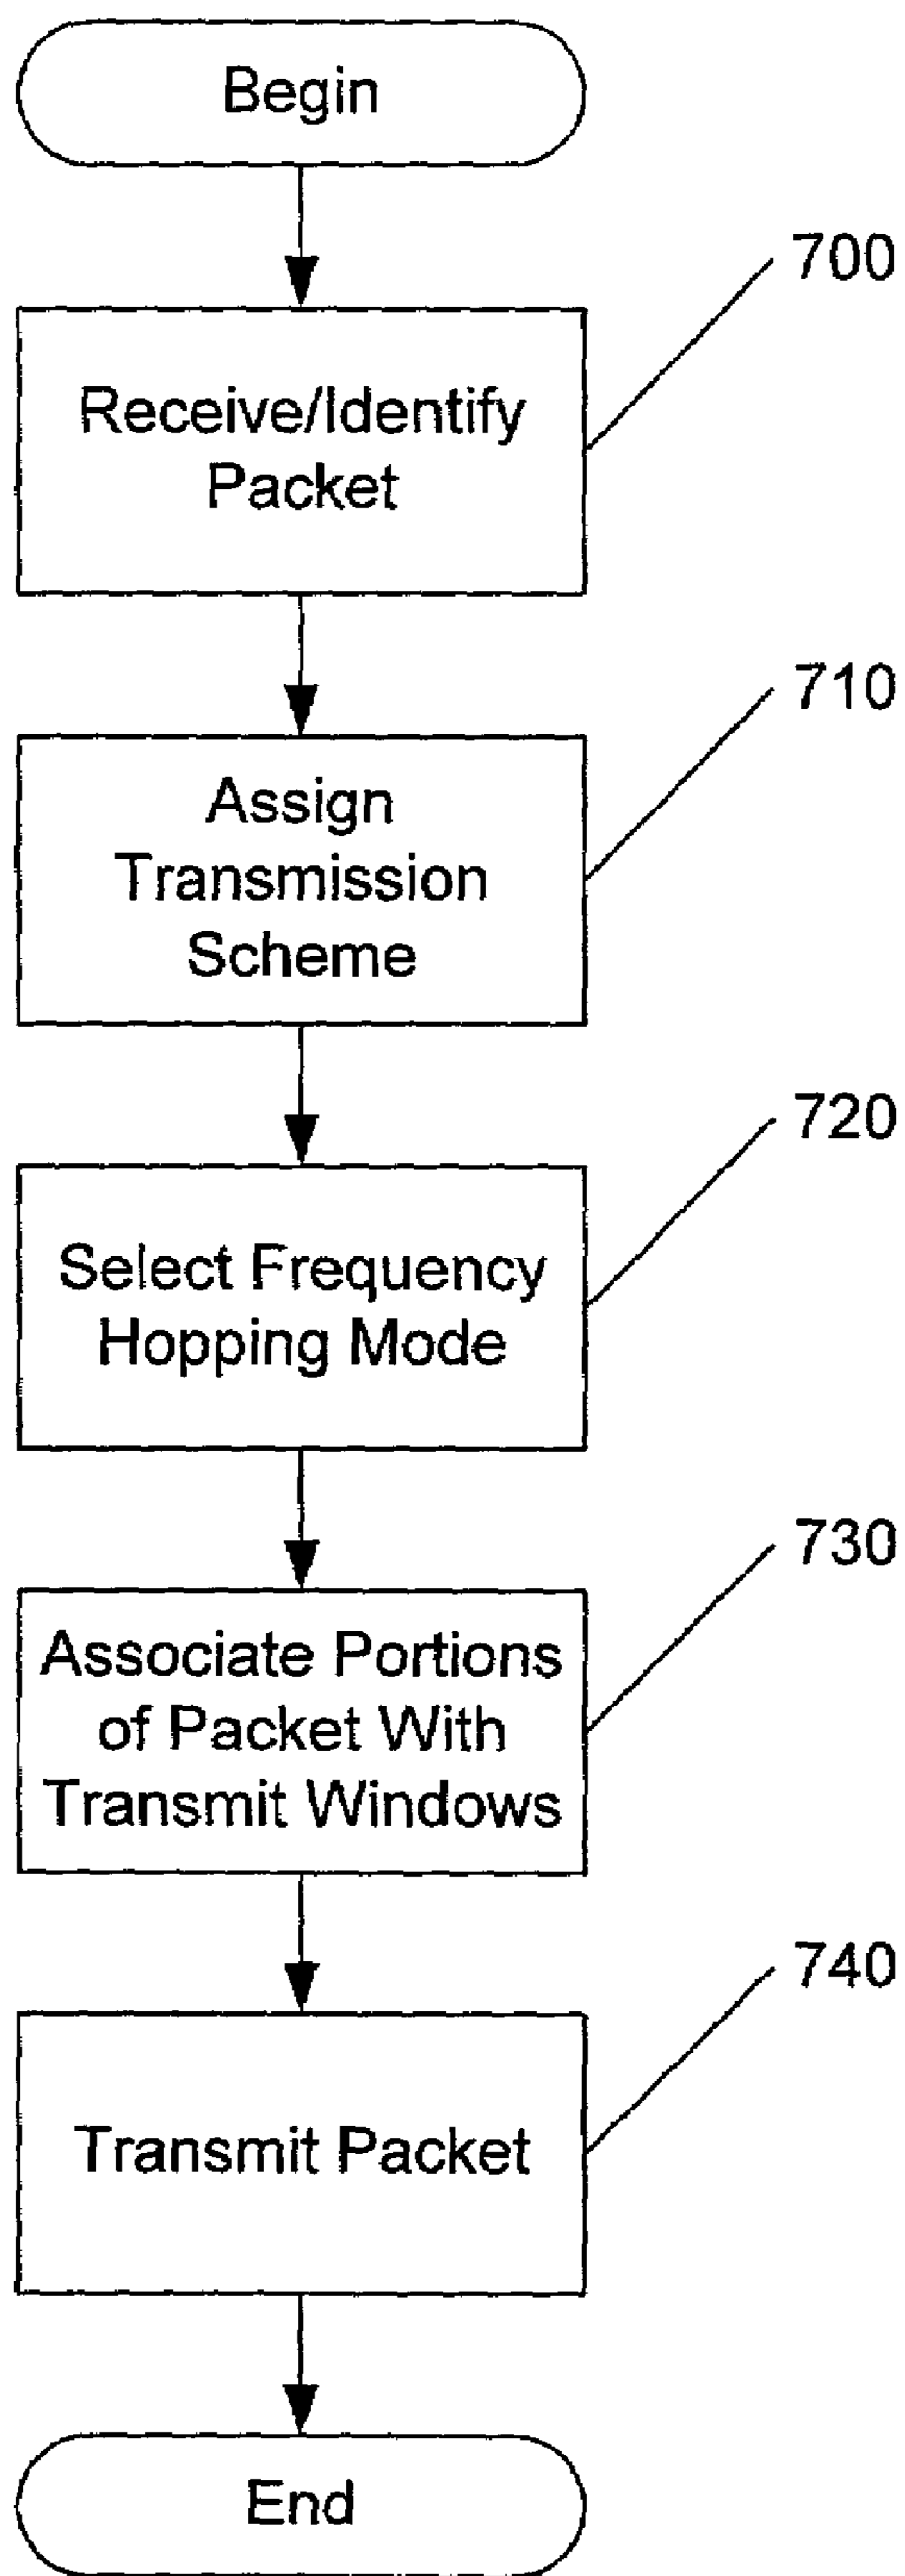 Begin
700
Receive/Identify
Packet
710
Assign
Transmission
Scheme
720
Select Frequency
Hopping Mode
730
Associate Portions
of Packet With
Transmit Windows
740
Transmit Packet
End